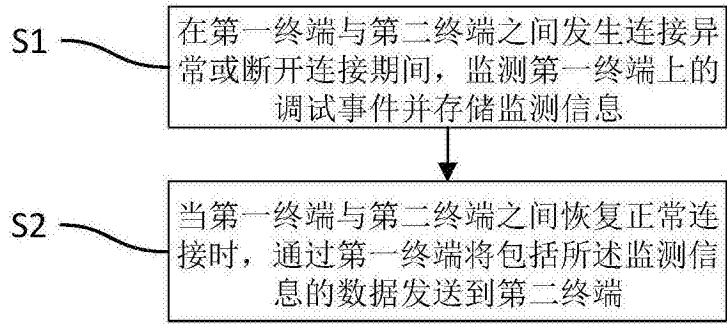 S1
在第一终端与第二终端之间发生连接异
常或断开连接期间，监测第一终端上的
调试事件并存储监测信息
S2
当第一终端与第二终端之间恢复正常连
接时，通过第一终端将包括所述监测信
息的数据发送到第二终端